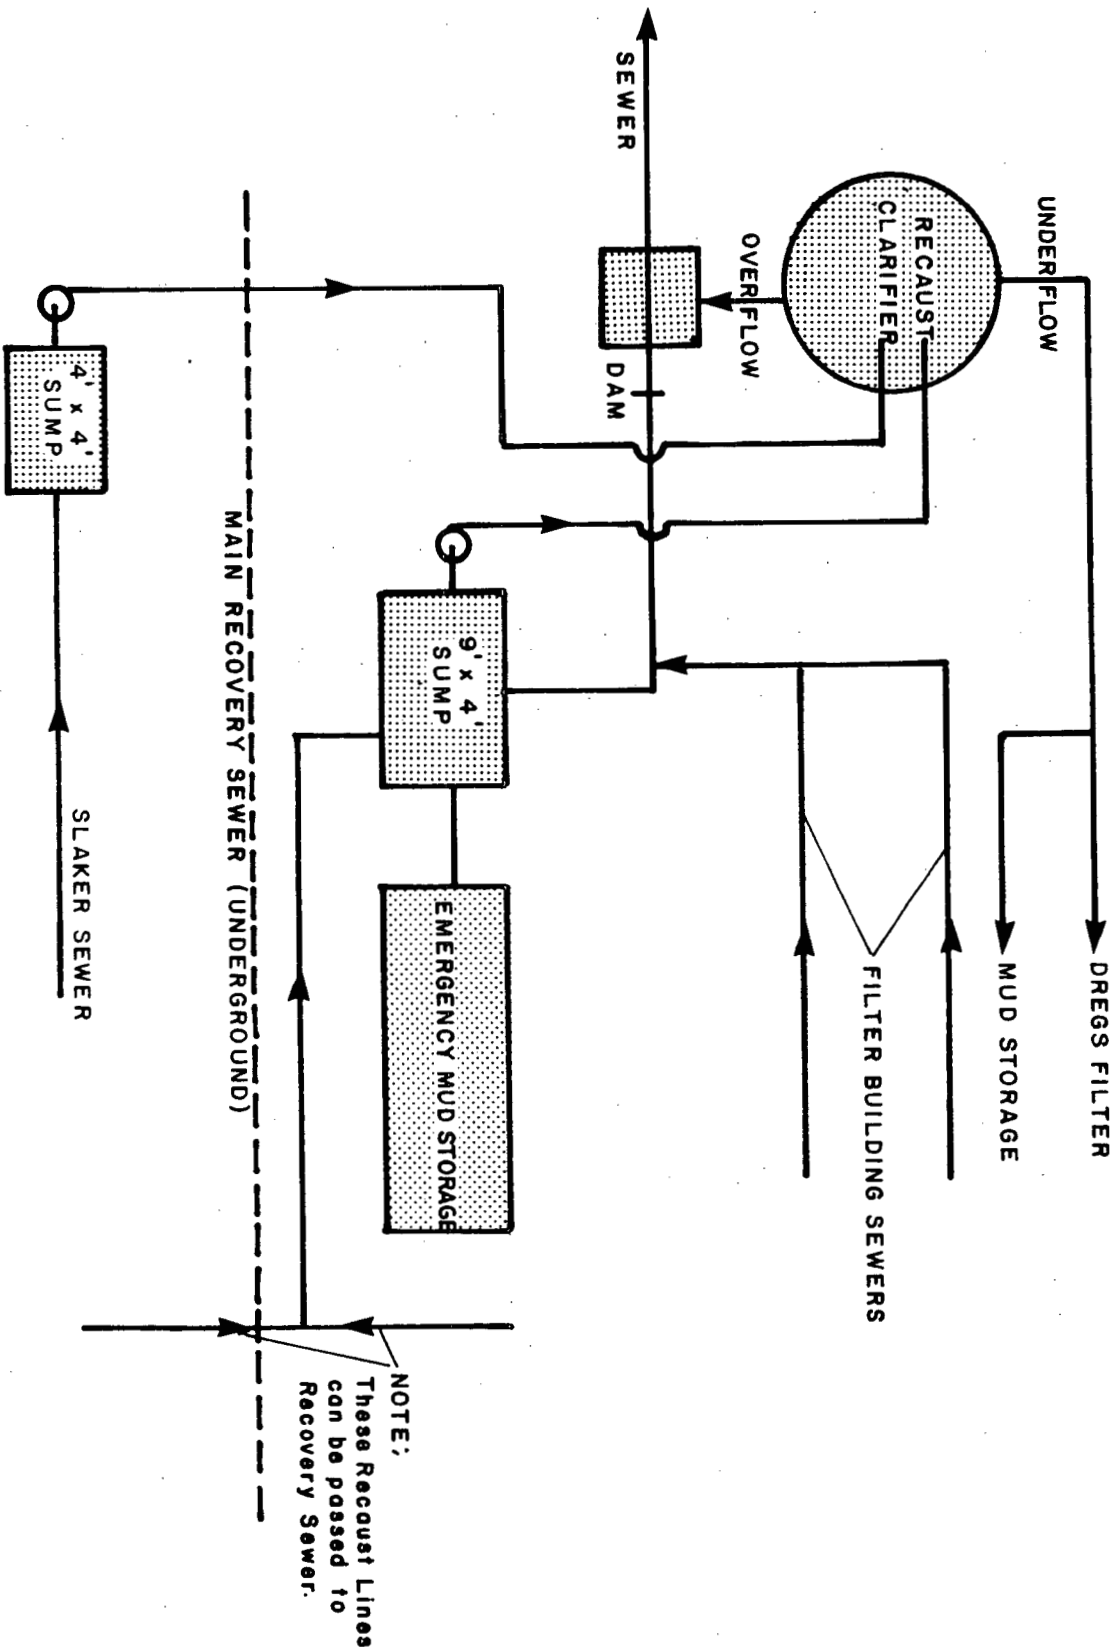 UNDERFLOW
DREGS FILTER
MUD STORAGE
RECAUST
CLARIFIER
FILTER BUILDING SEWERS
OVERFLOW
SEWER
DAM
9' x 4'
SUMP
EMERGENCY MUD STORAGE
NOTE;
These Recaust Lines
can be passed to
Recovery Sewer.
MAIN RECOVERY SEWER (UNDERGROUND)
4' x 4'
SUMP
SLAKER SEWER